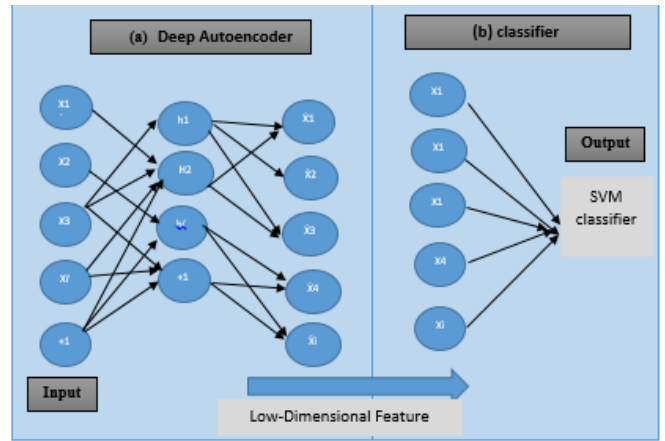 (a) Deep Autoencoder
X1
X2
X3
X/
+1
h1
H2
+1
X̂1
X̂2
X̂3
X̂4
X̂i
Input
Low-Dimensional Feature
(b) classifier
X1
X1
X1
X4
Xi
Output
SVM
classifier